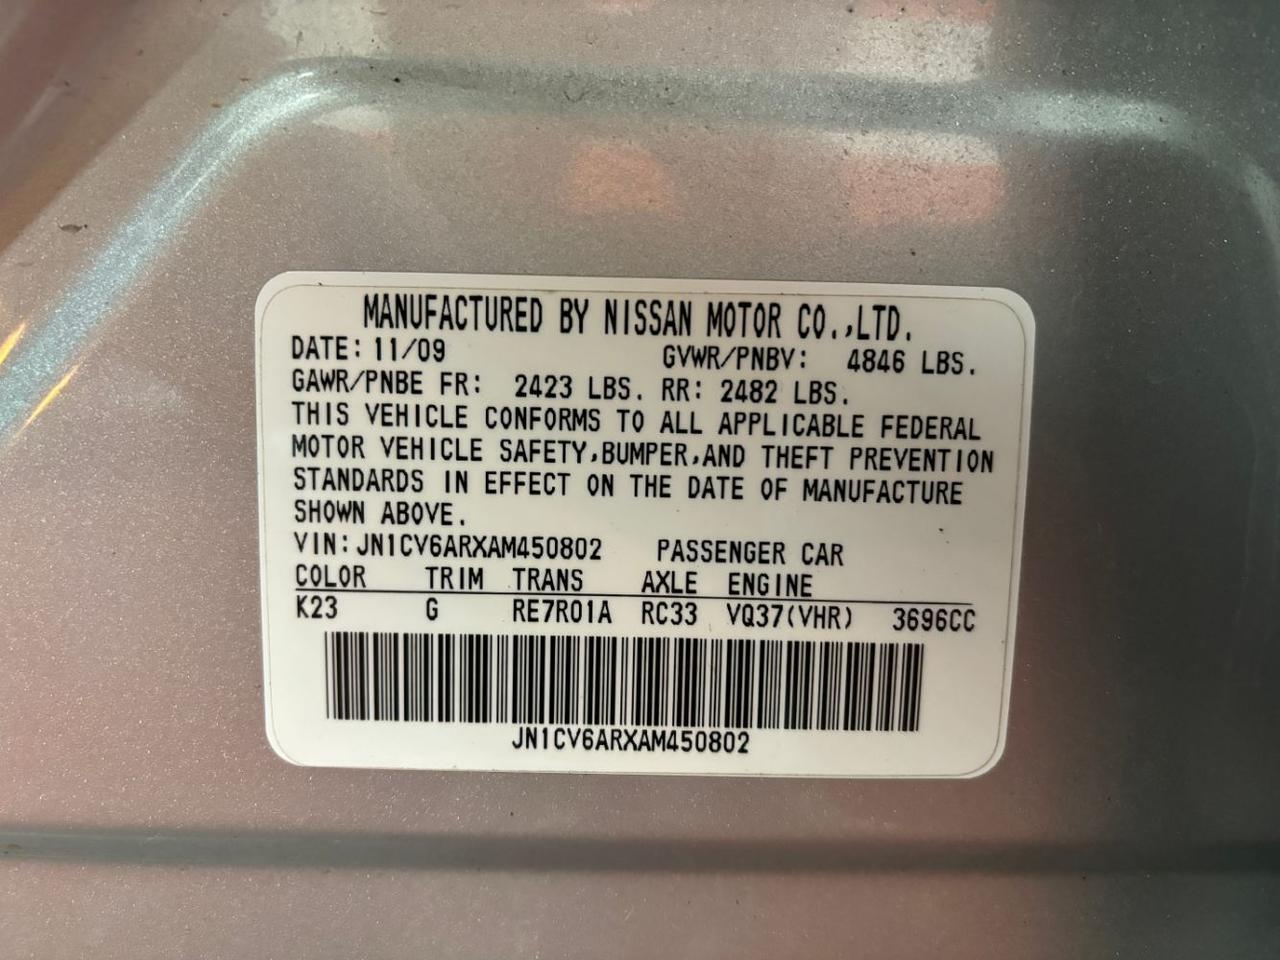 MANUFACTURED BY NISSAN MOTOR CO.,LTD.
DATE: 11/09 GVWR/PNBV: 4846 LBS.
GAWR/PNBE FR: 2423 LBS. RR: 2482 LBS.
THIS VEHICLE CONFORMS TO ALL APPLICABLE FEDERAL
MOTOR VEHICLE SAFETY,BUMPER,AND THEFT PREVENTION
STANDARDS IN EFFECT ON THE DATE OF MANUFACTURE
SHOWN ABOVE.
VIN: JN1CV6ARXAM450802 PASSENGER CAR
COLOR TRIM TRANS AXLE ENGINE
K23 G RE7R01A RC33 VQ37(VHR) 3696CC
JN1CV6ARXAM450802